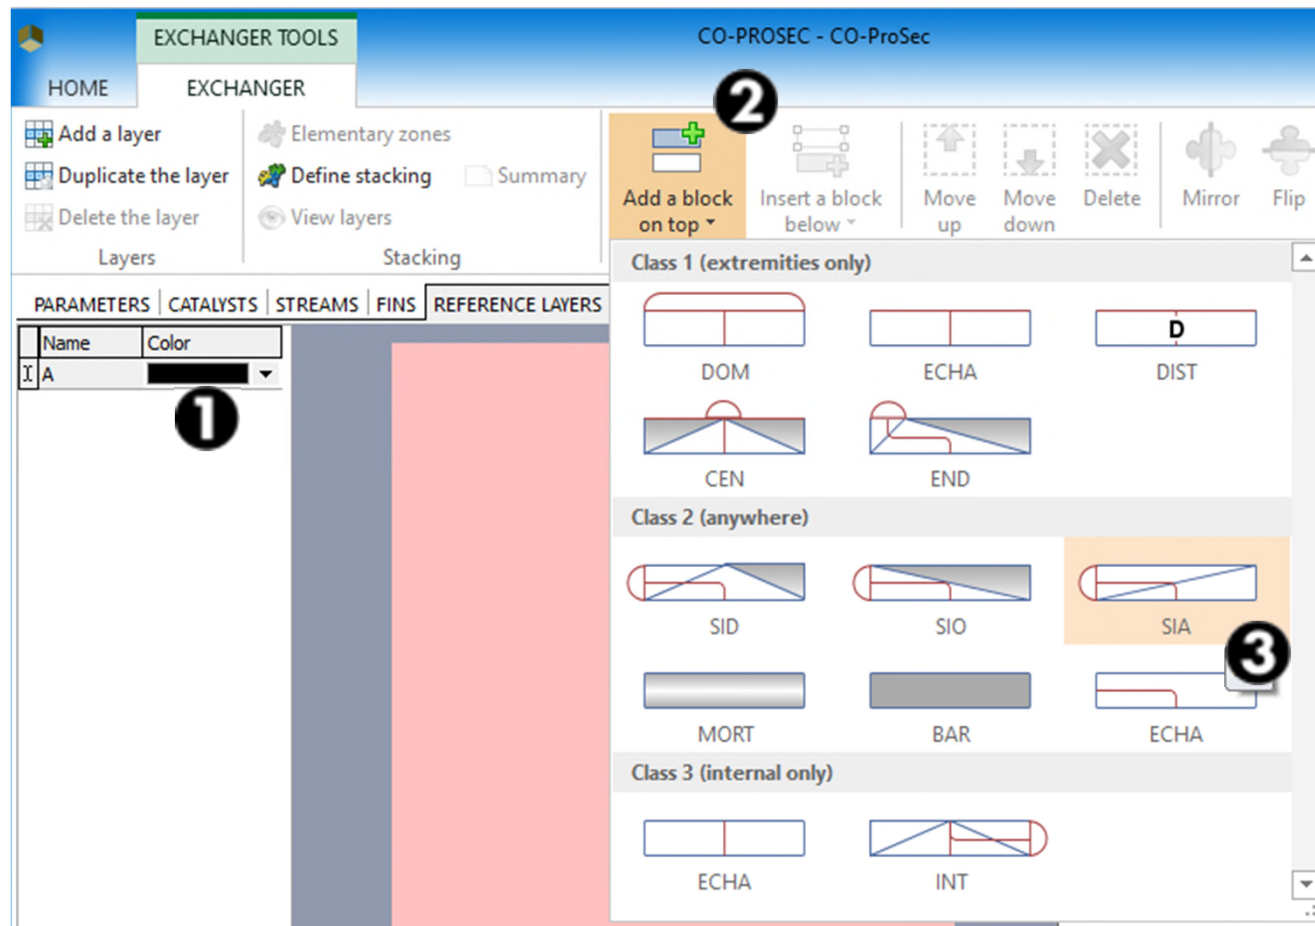 EXCHANGER TOOLS
CO-PROSEC - CO-ProSec
HOME
EXCHANGER
2
Add a layer
Elementary zones
Duplicate the layer
Define stacking
Summary
Delete the layer
View layers
Layers
Stacking
Add a block
on top
Insert a block
below
Move
up
Move
down
Delete
Mirror
Flip
PARAMETERS
CATALYSTS
STREAMS
FINS
REFERENCE LAYERS
Name
Color
A
1
Class 1 (extremities only)
D
DOM
ECHA
DIST
CEN
END
Class 2 (anywhere)
SID
SIO
SIA
3
MORT
BAR
ECHA
Class 3 (internal only)
ECHA
INT